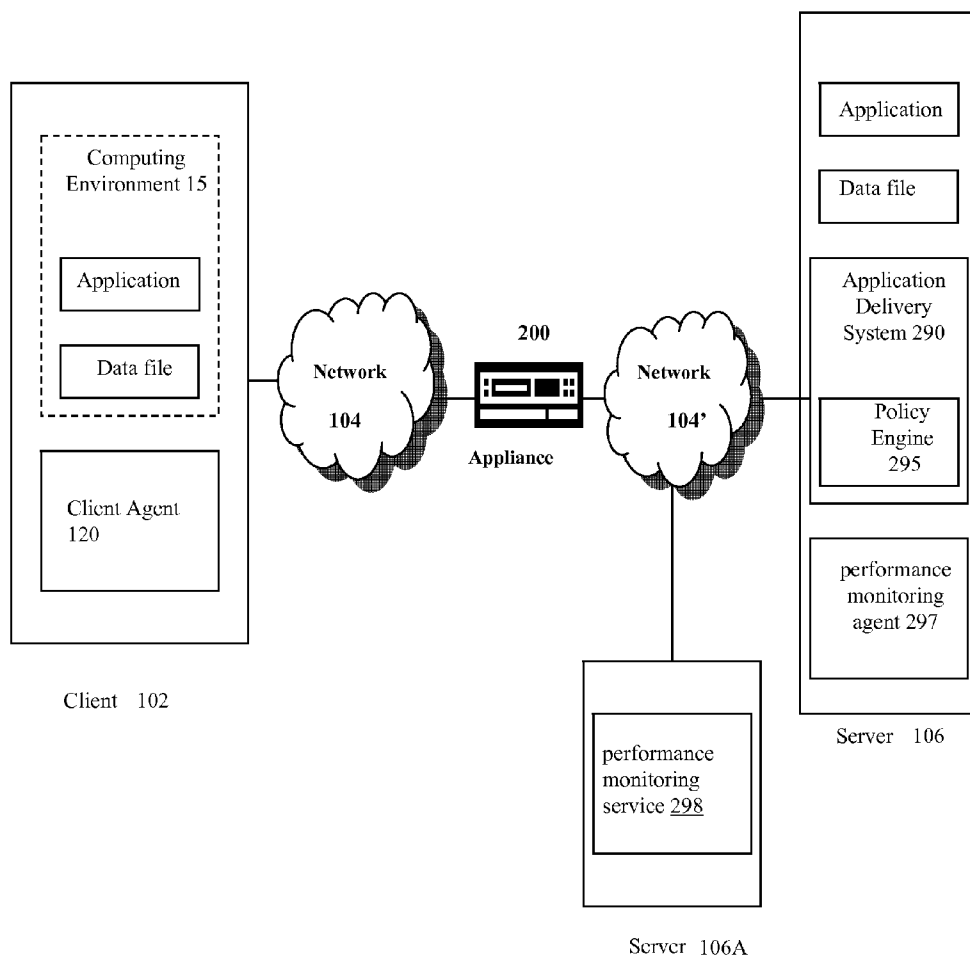 Computing
Environment 15
Application
Data file
Client Agent
120
Client 102
Network
104
200
Appliance
Network
104'
performance
monitoring
service 298
Server 106A
Application
Data file
Application
Delivery
System 290
Policy
Engine
295
performance
monitoring
agent 297
Server 106